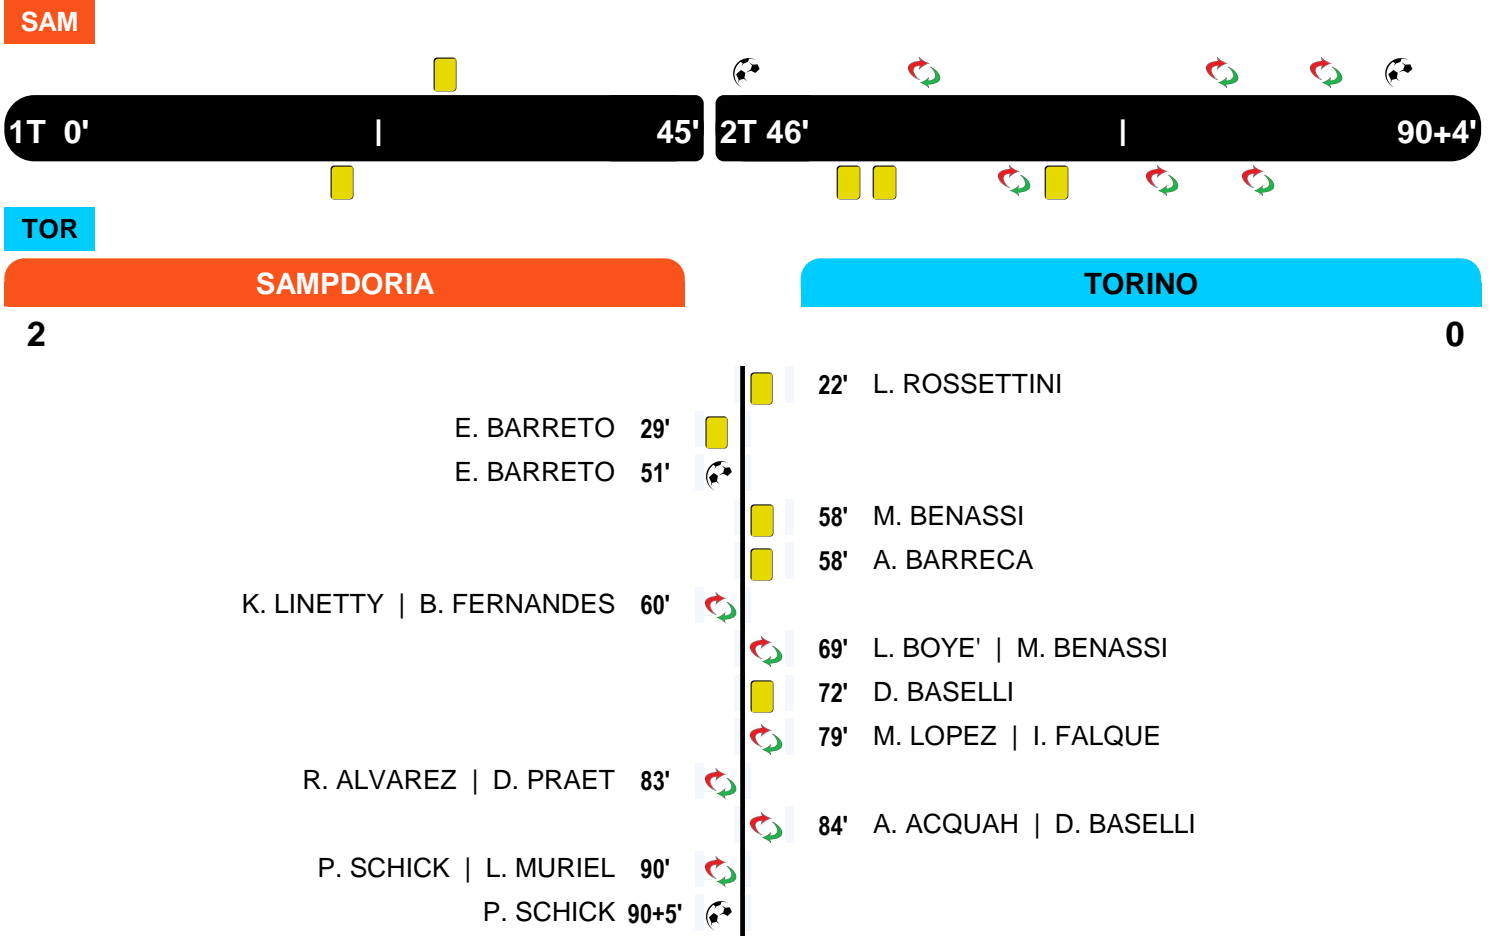 SAM
1T 0' | 45' 2T 46' | 90+4'
TOR
SAMPDORIA TORINO
2 0
22' L. ROSSETTINI
E. BARRETO 29'
E. BARRETO 51'
58' M. BENASSI
58' A. BARRECA
K. LINETTY | B. FERNANDES 60'
69' L. BOYE' | M. BENASSI
72' D. BASELLI
79' M. LOPEZ | I. FALQUE
R. ALVAREZ | D. PRAET 83'
84' A. ACQUAH | D. BASELLI
P. SCHICK | L. MURIEL 90'
P. SCHICK 90+5'